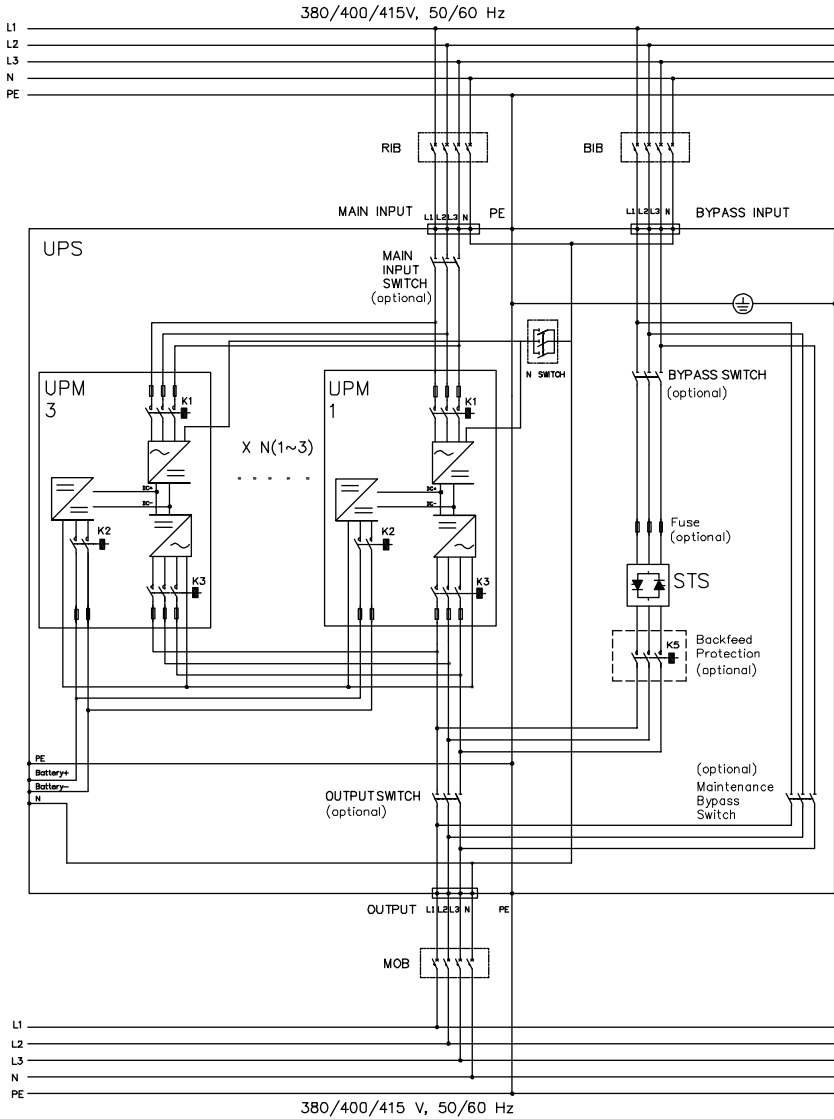 380/400/415V, 50/60 Hz
L1
L2
L3
N
PE
RIB
BIB
MAIN INPUT
L1 L2 L3 N
PE
L1 L2 L3 N
BYPASS INPUT
UPS
MAIN
INPUT
SWITCH
(optional)
N SWITCH
BYPASS SWITCH
(optional)
UPM
3
K1
UPM
1
K1
X N(1~3)
. . . . . .
DC+
DC-
DC+
DC-
K2
K2
K3
K3
Fuse
(optional)
STS
K5
Backfeed
Protection
(optional)
PE
Battery+
Battery-
N
OUTPUT SWITCH
(optional)
(optional)
Maintenance
Bypass
Switch
OUTPUT
L1 L2 L3 N
PE
MOB
L1
L2
L3
N
PE
380/400/415 V, 50/60 Hz